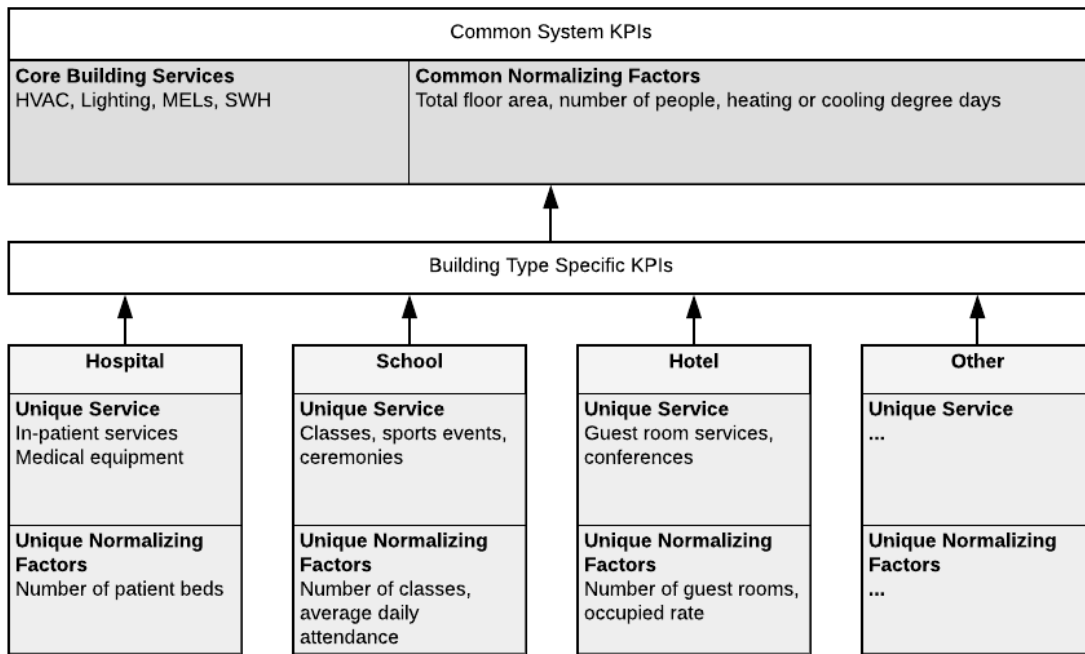 Common System KPIs
Core Building Services
HVAC, Lighting, MELs, SWH
Common Normalizing Factors
Total floor area, number of people, heating or cooling degree days
Building Type Specific KPIs
Hospital
Unique Service
In-patient services
Medical equipment
Unique Normalizing
Factors
Number of patient beds
School
Unique Service
Classes, sports events,
ceremonies
Unique Normalizing
Factors
Number of classes,
average daily
attendance
Hotel
Unique Service
Guest room services,
conferences
Unique Normalizing
Factors
Number of guest rooms,
occupied rate
Other
Unique Service
...
Unique Normalizing
Factors
...